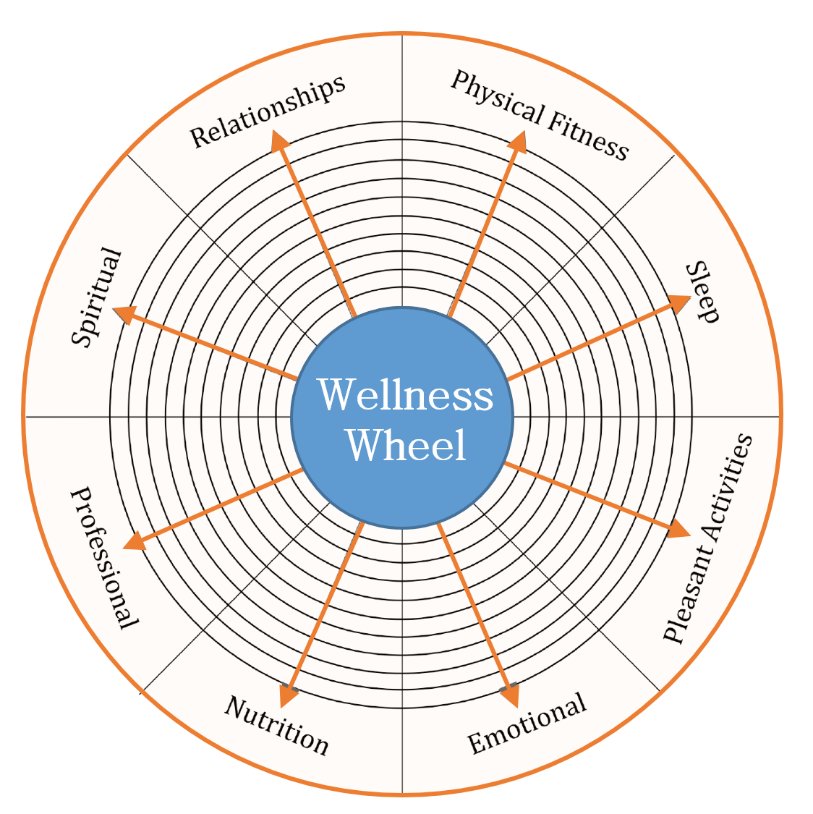 Wellness
Wheel
Physical Fitness
Sleep
Pleasant Activities
Emotional
Nutrition
Professional
Spiritual
Relationships